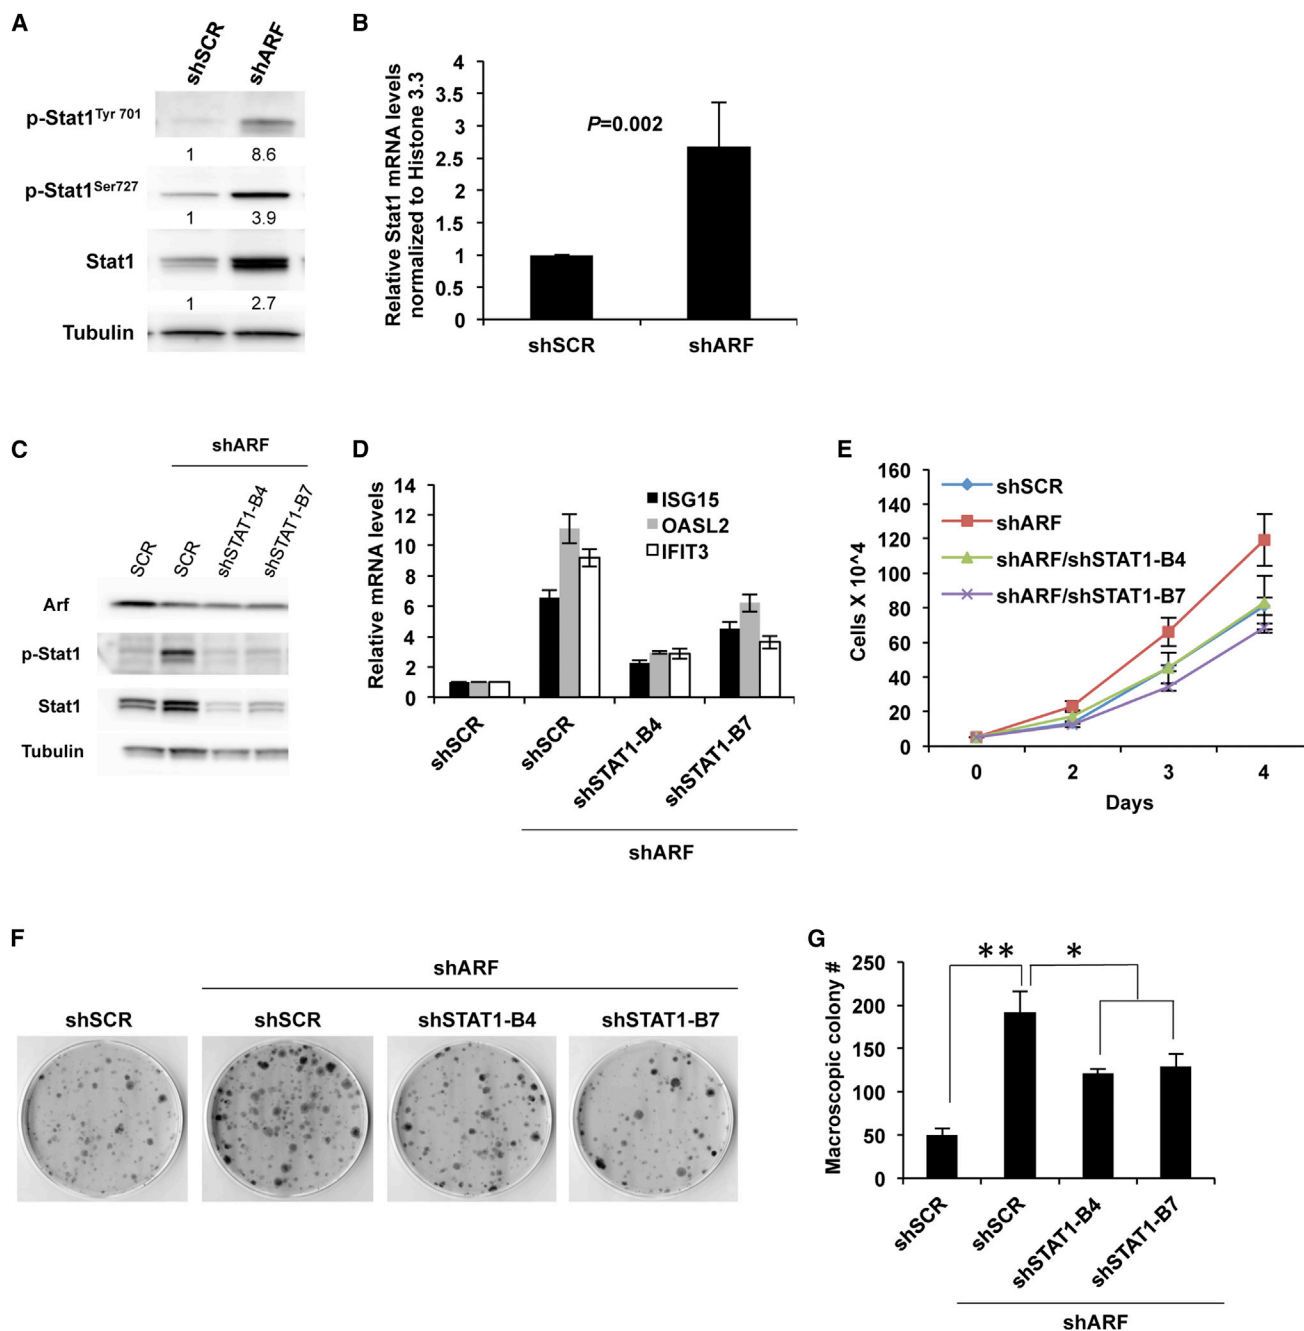 A
shSCR
shARF
p-Stat1Tyr 701
1 8.6
p-Stat1Ser727
1 3.9
Stat1
1 2.7
Tubulin
B
Relative Stat1 mRNA levels
normalized to Histone 3.3
4
3.5
3
2.5
2
1.5
1
0.5
0
P=0.002
shSCR
shARF
C
shARF
SCR
SCR
shSTAT1-B4
shSTAT1-B7
Arf
p-Stat1
Stat1
Tubulin
D
Relative mRNA levels
14
12
10
8
6
4
2
0
ISG15
OASL2
IFIT3
shSCR
shSCR
shSTAT1-B4
shSTAT1-B7
shARF
E
Cells X 10^4
160
140
120
100
80
60
40
20
0
shSCR
shARF
shARF/shSTAT1-B4
shARF/shSTAT1-B7
0 2 3 4
Days
F
shARF
shSCR
shSCR
shSTAT1-B4
shSTAT1-B7
G
Macroscopic colony #
250
200
150
100
50
0
** *
shSCR
shSCR
shSTAT1-B4
shSTAT1-B7
shARF